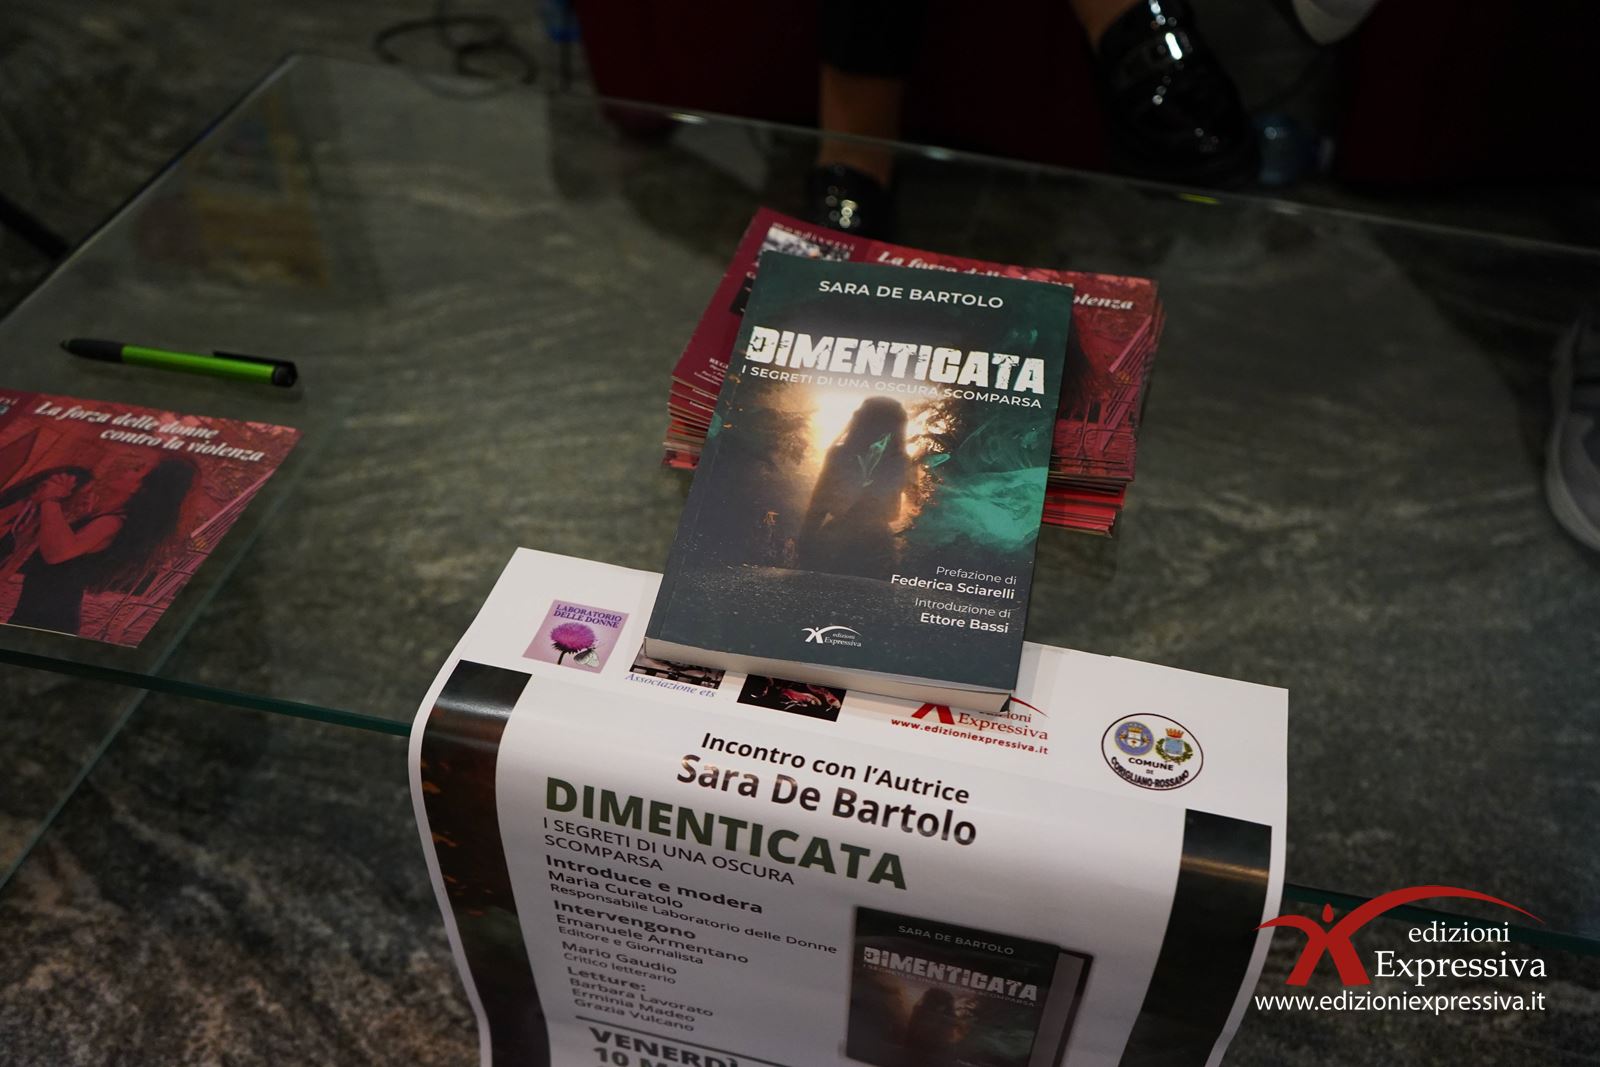 mondiversi
La forza delle
violenza
SARA DE BARTOLO
DIMENTICATA
I SEGRETI DI UNA OSCURA SCOMPARSA
Prefazione di
Federica Sciarelli
Introduzione di
Ettore Bassi
edizioni
Expressiva
La forza delle donne
contro la violenza
LABORATORIO
DELLE DONNE
Associazione ets
edizioni
Expressiva
www.edizioniexpressiva.it
COMUNE
DE
CORIGLIANO-ROSSANO
Incontro con l'Autrice
Sara De Bartolo
DIMENTICATA
I SEGRETI DI UNA OSCURA
SCOMPARSA
Introduce e modera
Maria Curatolo
Responsabile Laboratorio delle Donne
Intervengono
Emanuele Armentano
Editore e Giornalista
Mario Gaudio
Critico letterario
Letture:
Barbara Lavorato
Erminia Madeo
Grazia Vulcano
VENERDÌ
10
SARA DE BARTOLO
DIMENTICATA
edizioni
Expressiva
www.edizioniexpressiva.it